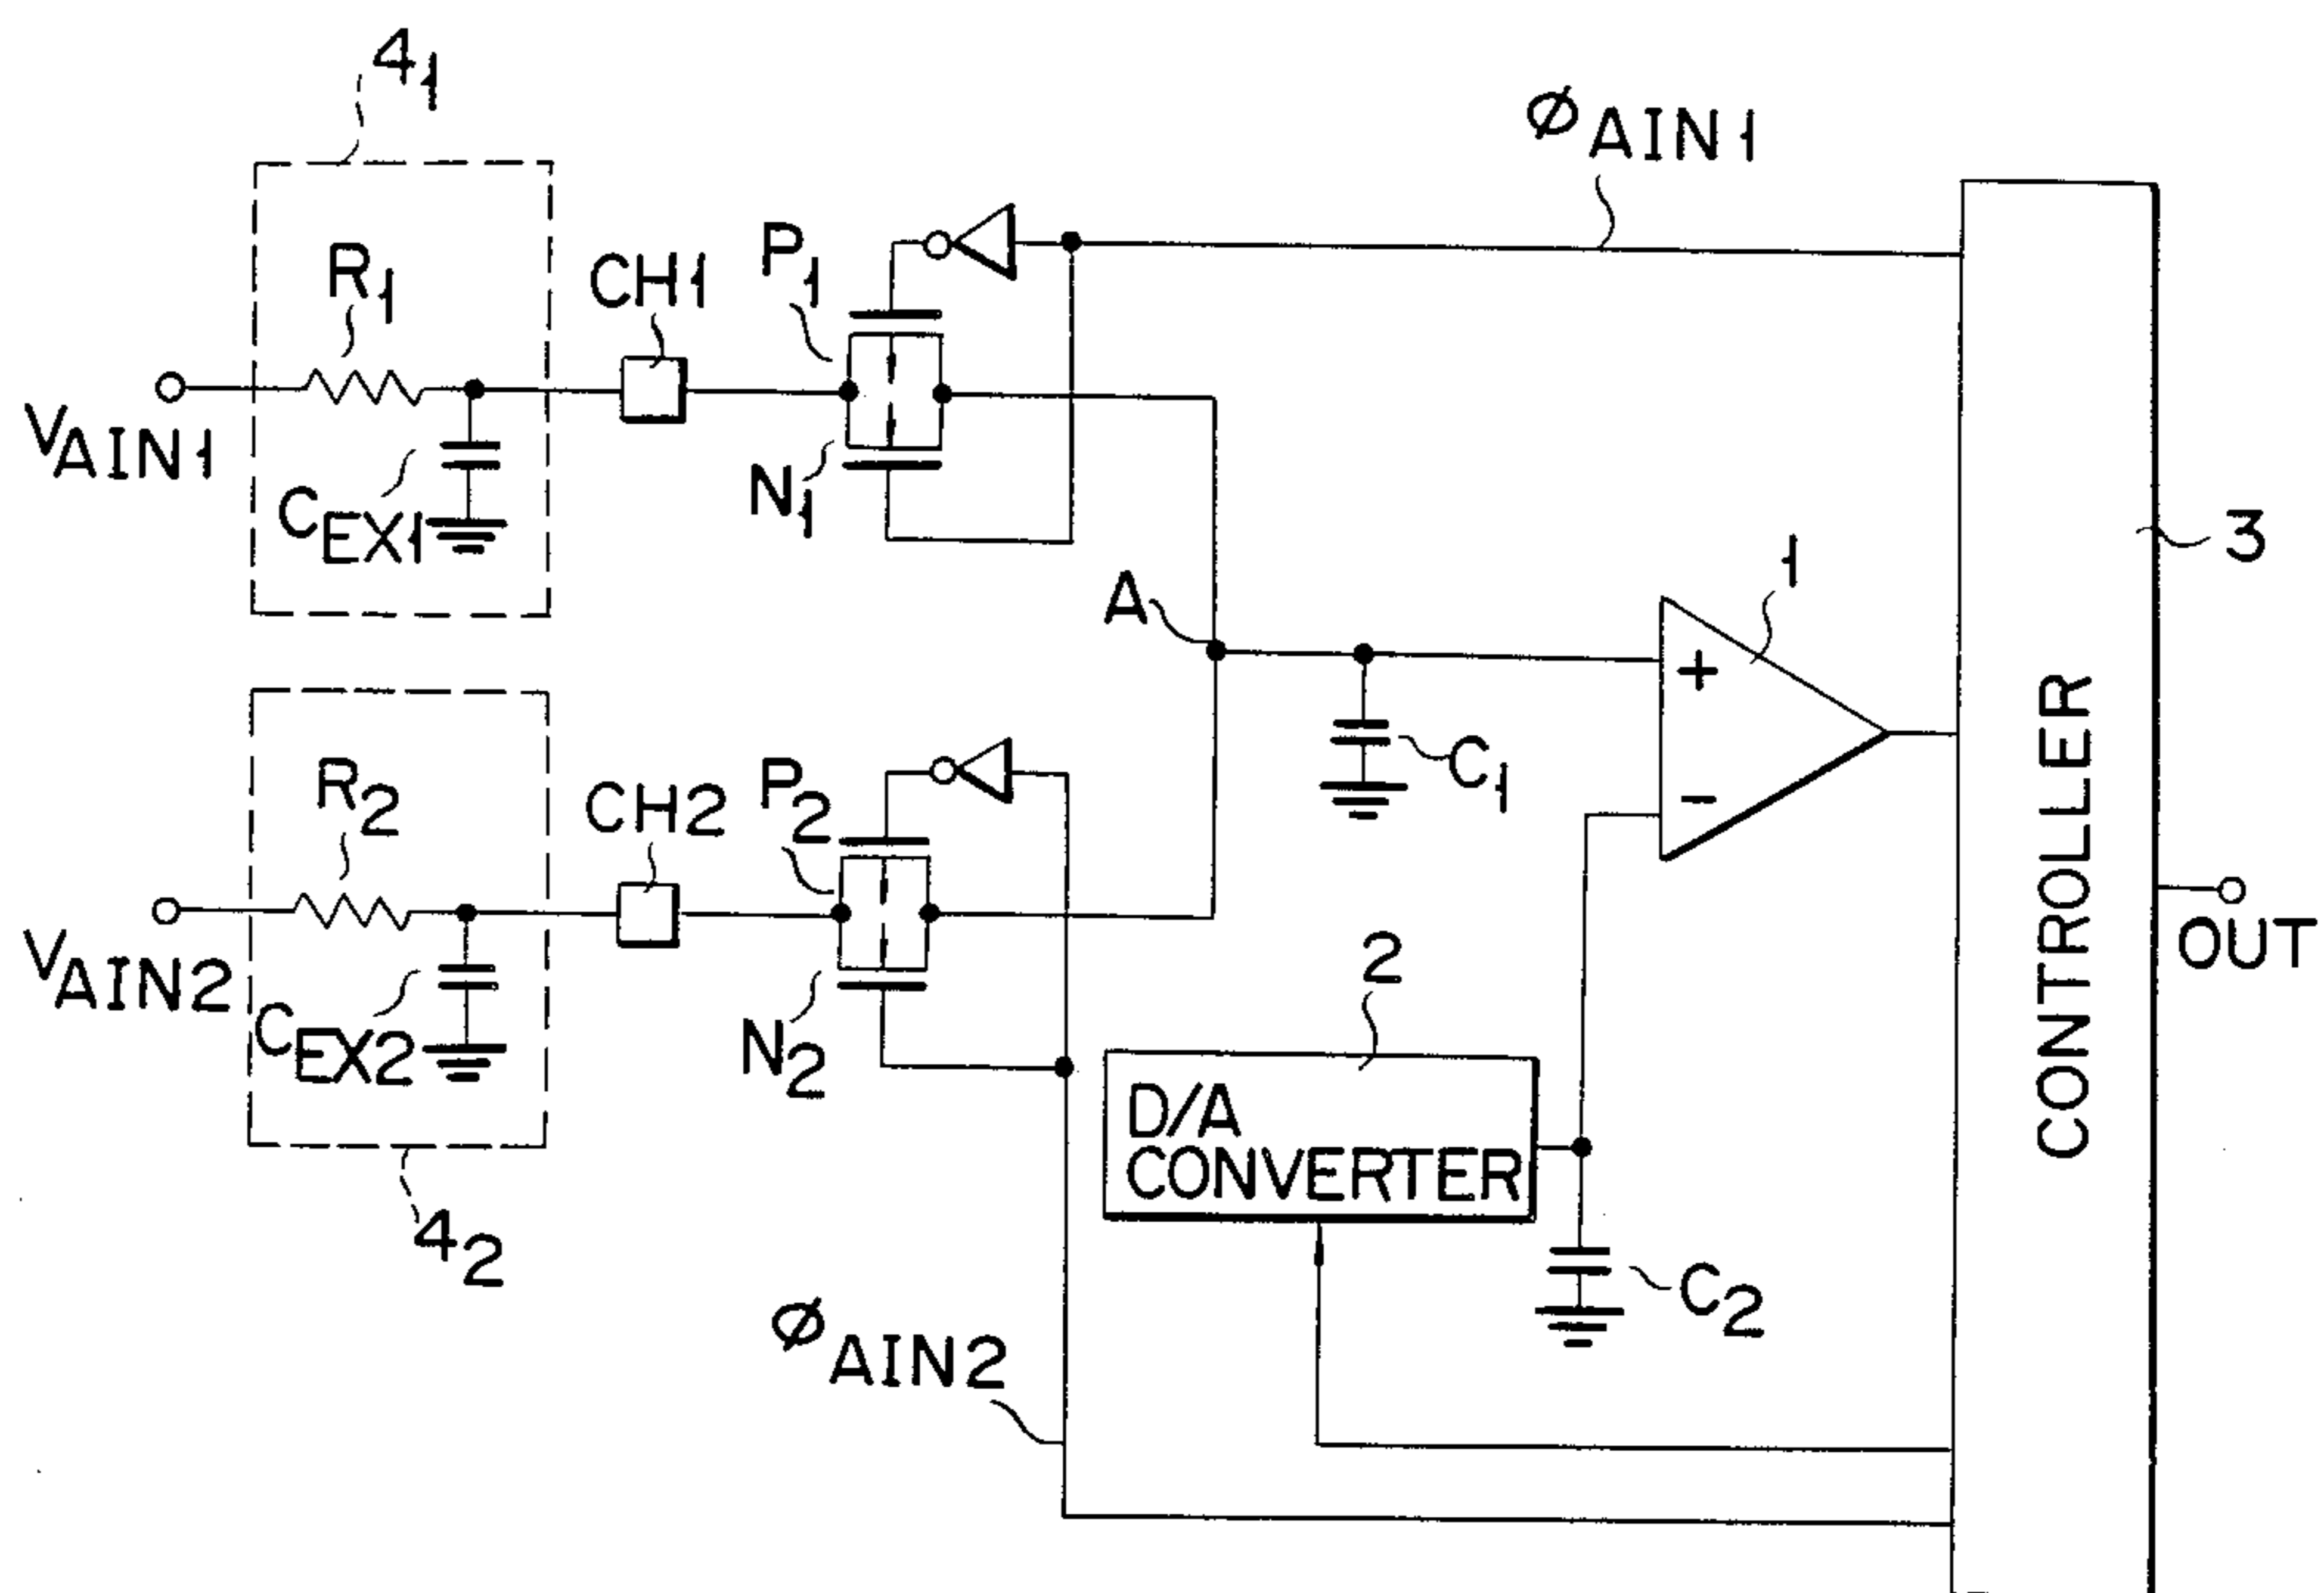 4₁
ØAIN1
R₁
CH1
P₁
VAIN1
CEX1
N₁
3
A
1
+
C₁
−
R₂
CH2
P₂
CONTROLLER
VAIN2
CEX2
N₂
2
OUT
D/A
CONVERTER
4₂
C₂
ØAIN2